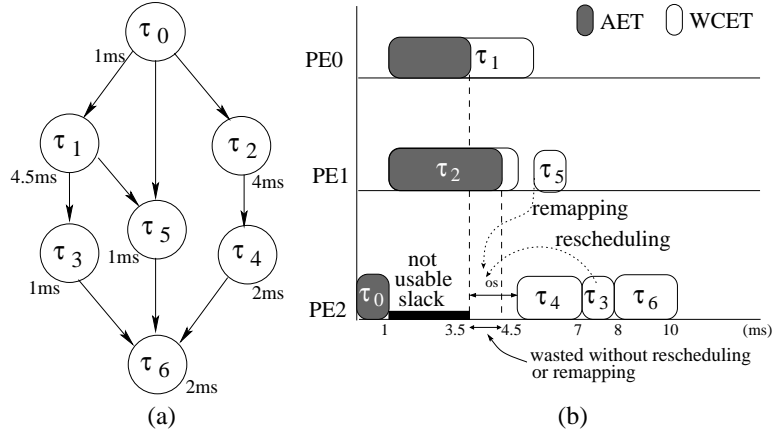 τ0
1ms
τ1
τ2
4.5ms
4ms
τ3
τ5
τ4
1ms
1ms
2ms
τ6
2ms
(a)
AET
WCET
PE0
τ1
PE1
τ2
τ5
remapping
rescheduling
not
usable
slack
os
PE2
τ0
τ4
τ3
τ6
1
3.5
4.5
7
8
10
(ms)
wasted without rescheduling
or remapping
(b)